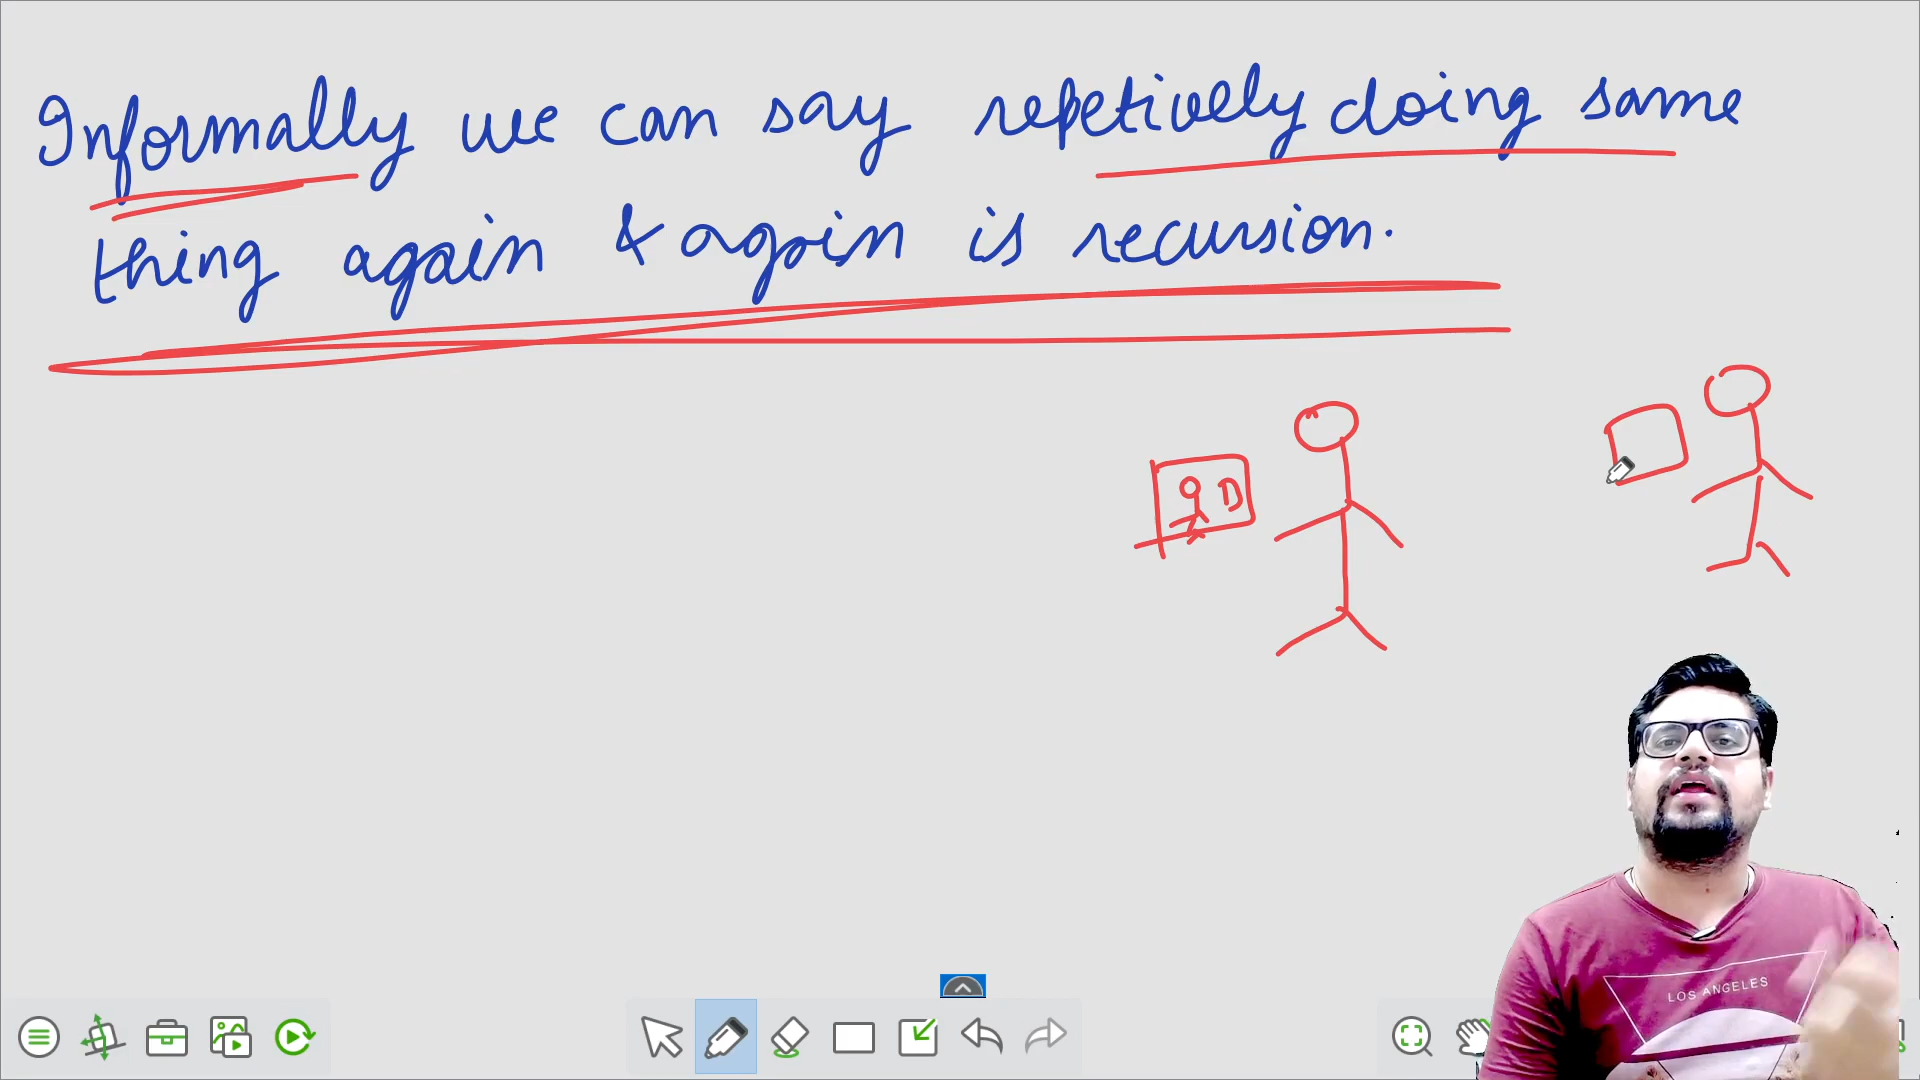 Informally we can say repetively doing same
thing again & again is recursion.
D
LOS ANGELES